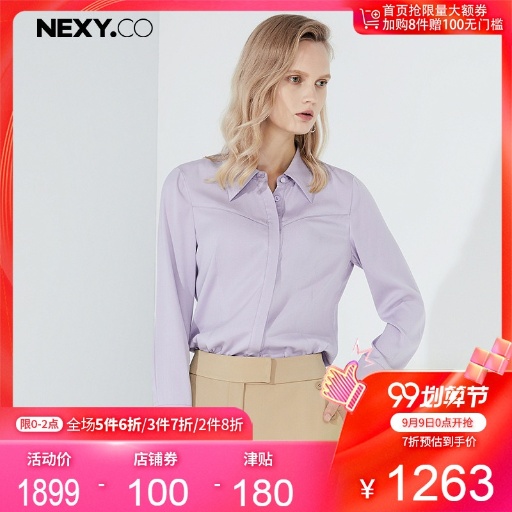 NEXY.CO
首页抢限量大额券
加购8件赠100无门槛
99划算节
9月9日0点开抢
限0-2点 全场5件6折/3件7折/2件8折
7折预估到手价
活动价 店铺券 津贴
1899 - 100 - 180 ¥ 1263